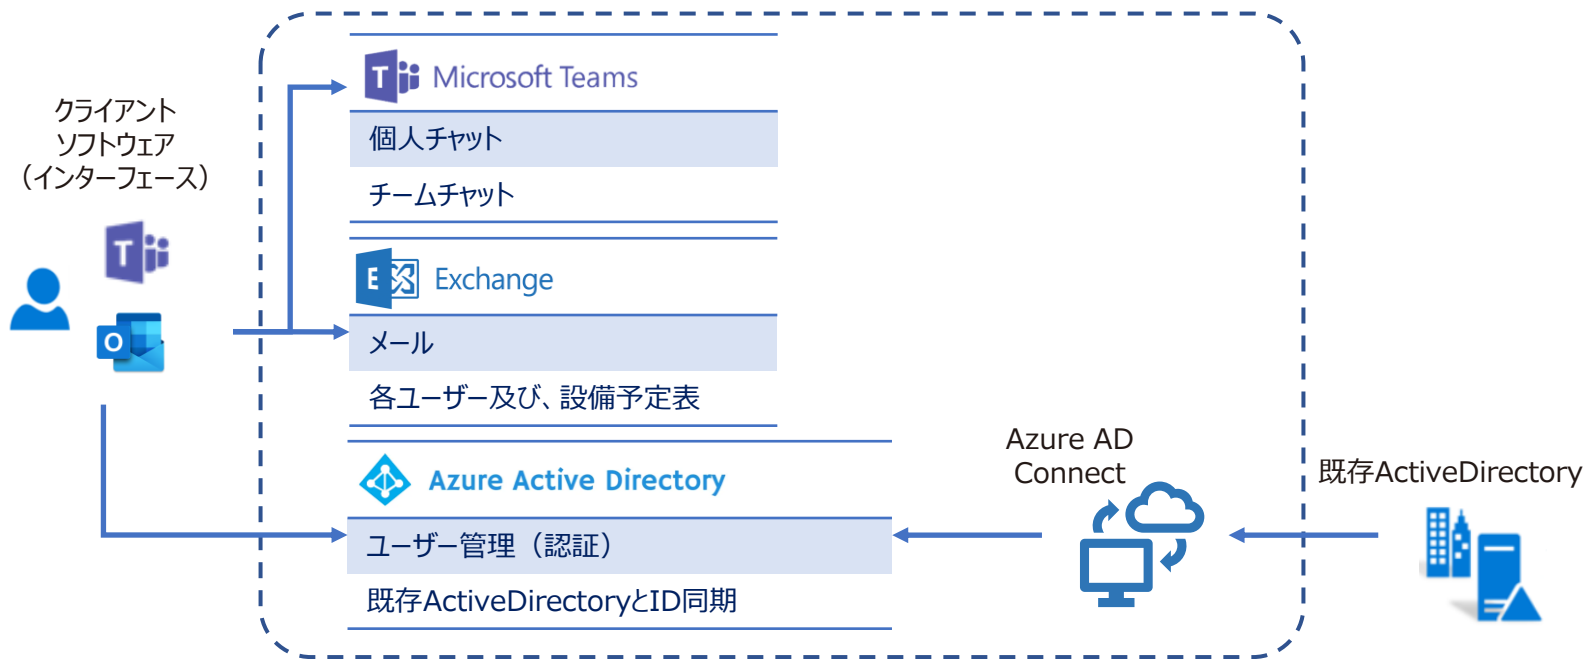 クライアント
ソフトウェア
（インターフェース）
T
O
T Microsoft Teams
個人チャット
チームチャット
E Exchange
メール
各ユーザー及び、設備予定表
Azure Active Directory
ユーザー管理（認証）
既存ActiveDirectoryとID同期
Azure AD
Connect
既存ActiveDirectory